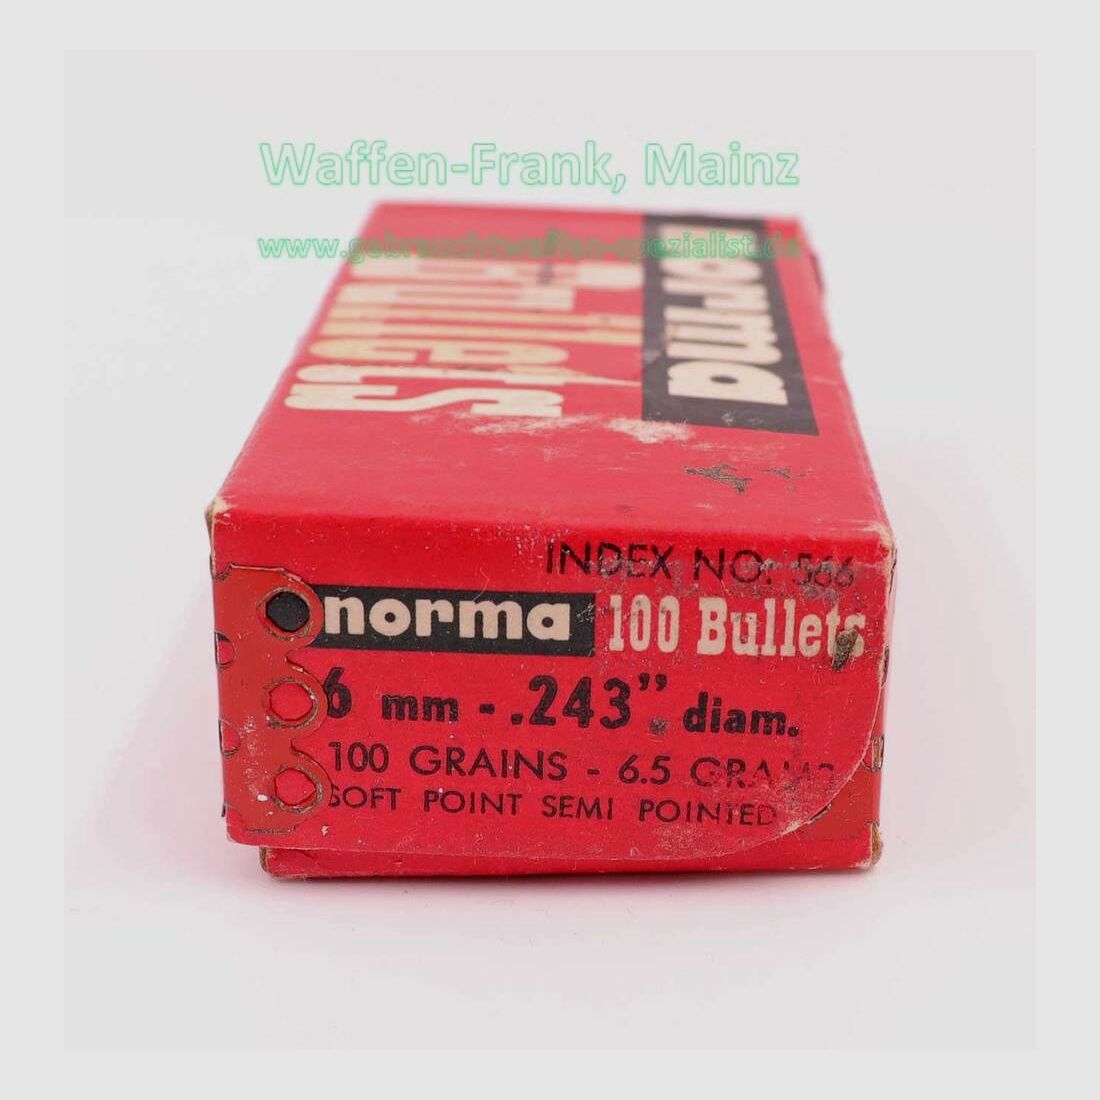 Waffen-Frank, Mainz
www.gebrauchtwaffen-spezialist.de
norma
INDEX NO: 566
norma 100 Bullets
6 mm - .243". diam.
100 GRAINS - 6.5 GRAMS
SOFT POINT SEMI POINTED